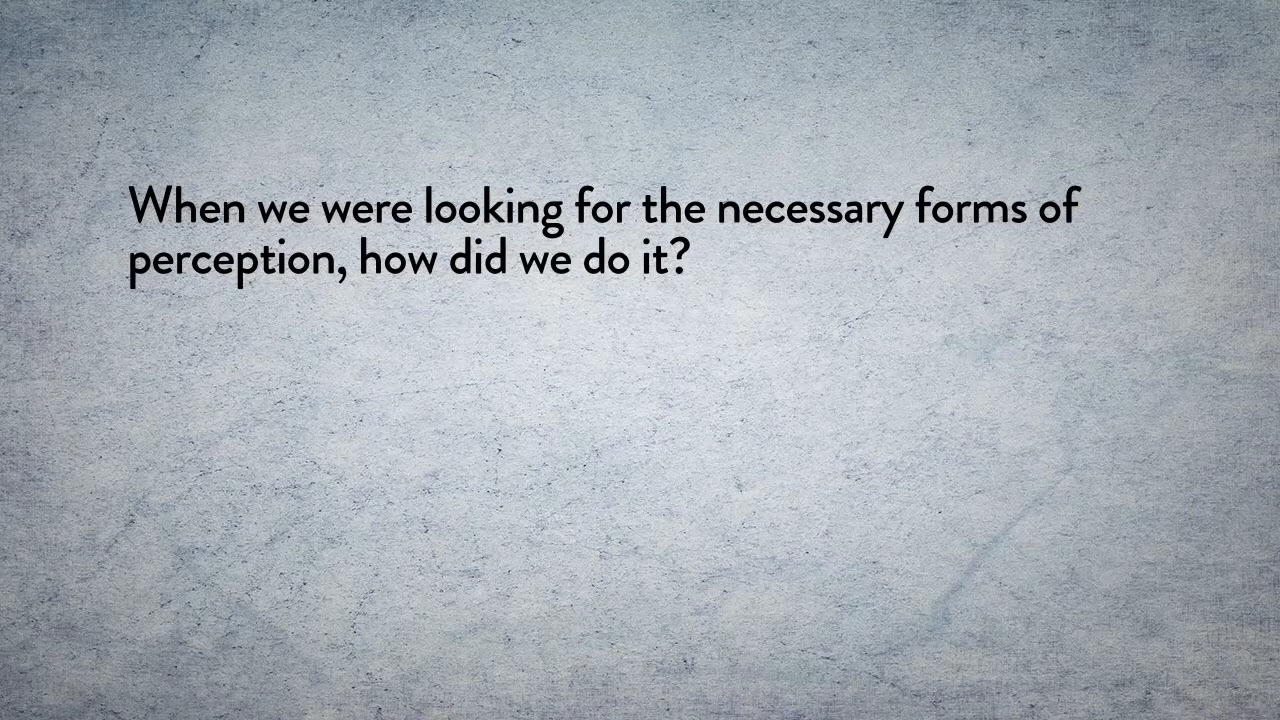 When we were looking for the necessary forms of
perception, how did we do it?